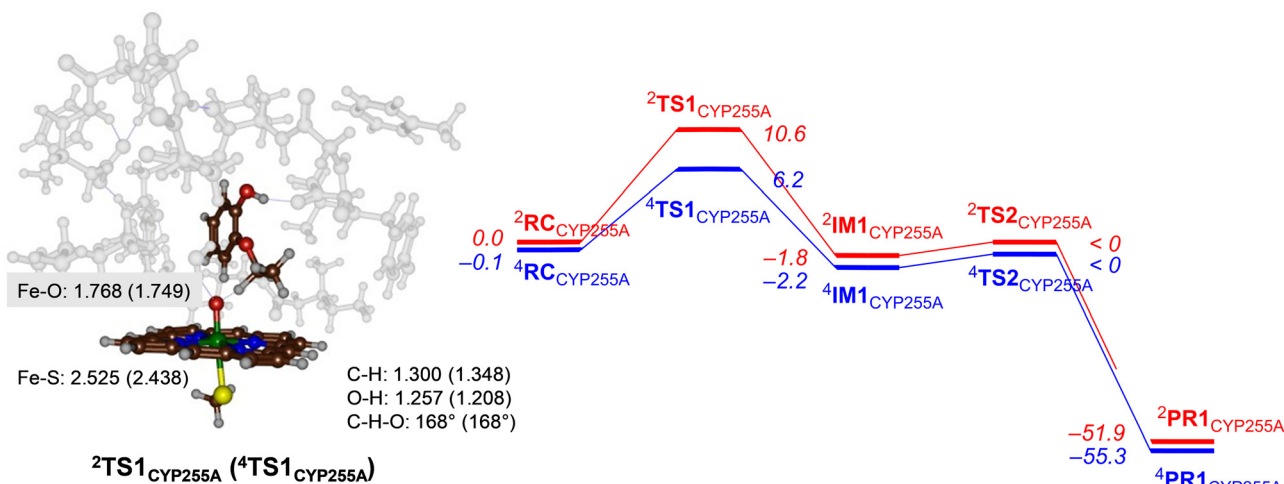 Fe-O: 1.768 (1.749)
Fe-S: 2.525 (2.438)
C-H: 1.300 (1.348)
O-H: 1.257 (1.208)
C-H-O: 168° (168°)
²TS1CYP255A (⁴TS1CYP255A)
²TS1CYP255A
10.6
6.2
⁴TS1CYP255A
0.0
²RCCYP255A
–0.1
⁴RCCYP255A
²IM1CYP255A
–1.8
–2.2
⁴IM1CYP255A
²TS2CYP255A
< 0
< 0
⁴TS2CYP255A
²PR1CYP255A
–51.9
–55.3
⁴PR1CYP255A